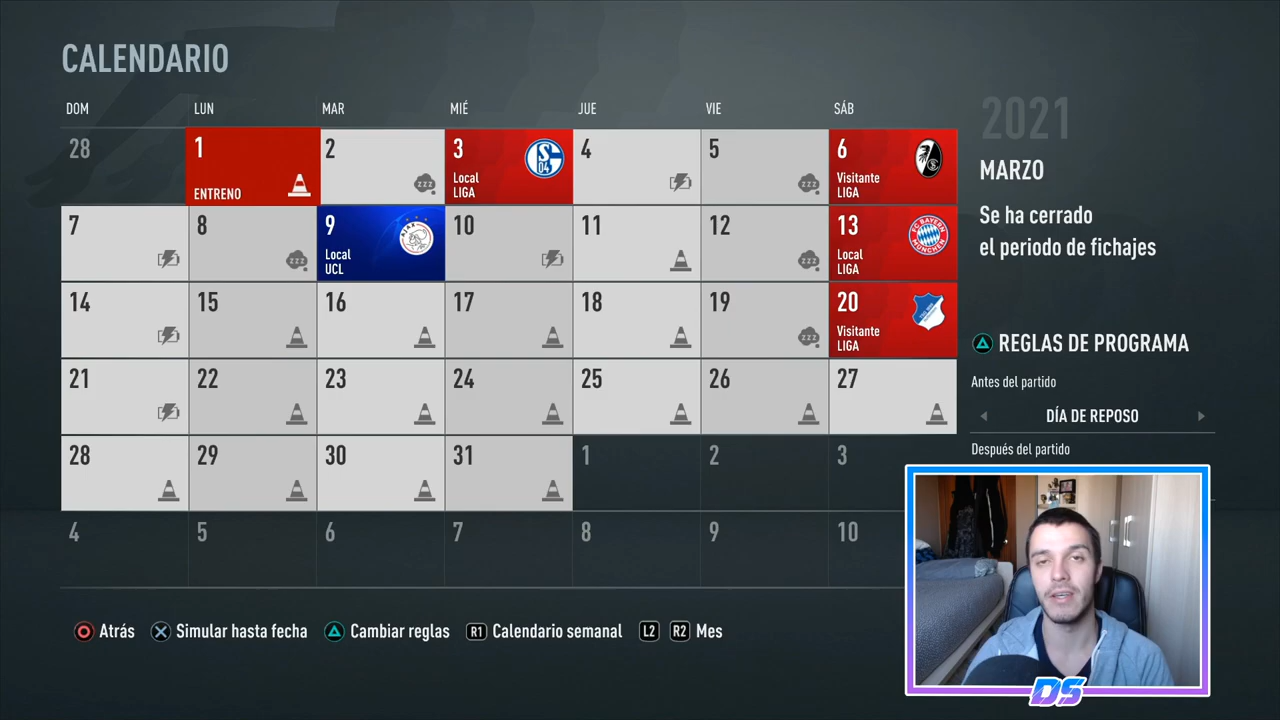 CALENDARIO
DOM LUN MAR MIÉ JUE VIE SÁB
28 1 2 3 4 5 6
ENTRENO
Local
LIGA
Visitante
LIGA
7 8 9 10 11 12 13
Local
UCL
Local
LIGA
14 15 16 17 18 19 20
Visitante
LIGA
21 22 23 24 25 26 27
28 29 30 31 1 2 3
4 5 6 7 8 9 10
2021
MARZO
Se ha cerrado
el periodo de fichajes
REGLAS DE PROGRAMA
Antes del partido
DÍA DE REPOSO
Después del partido
Atrás Simular hasta fecha Cambiar reglas R1 Calendario semanal L2 R2 Mes
DS